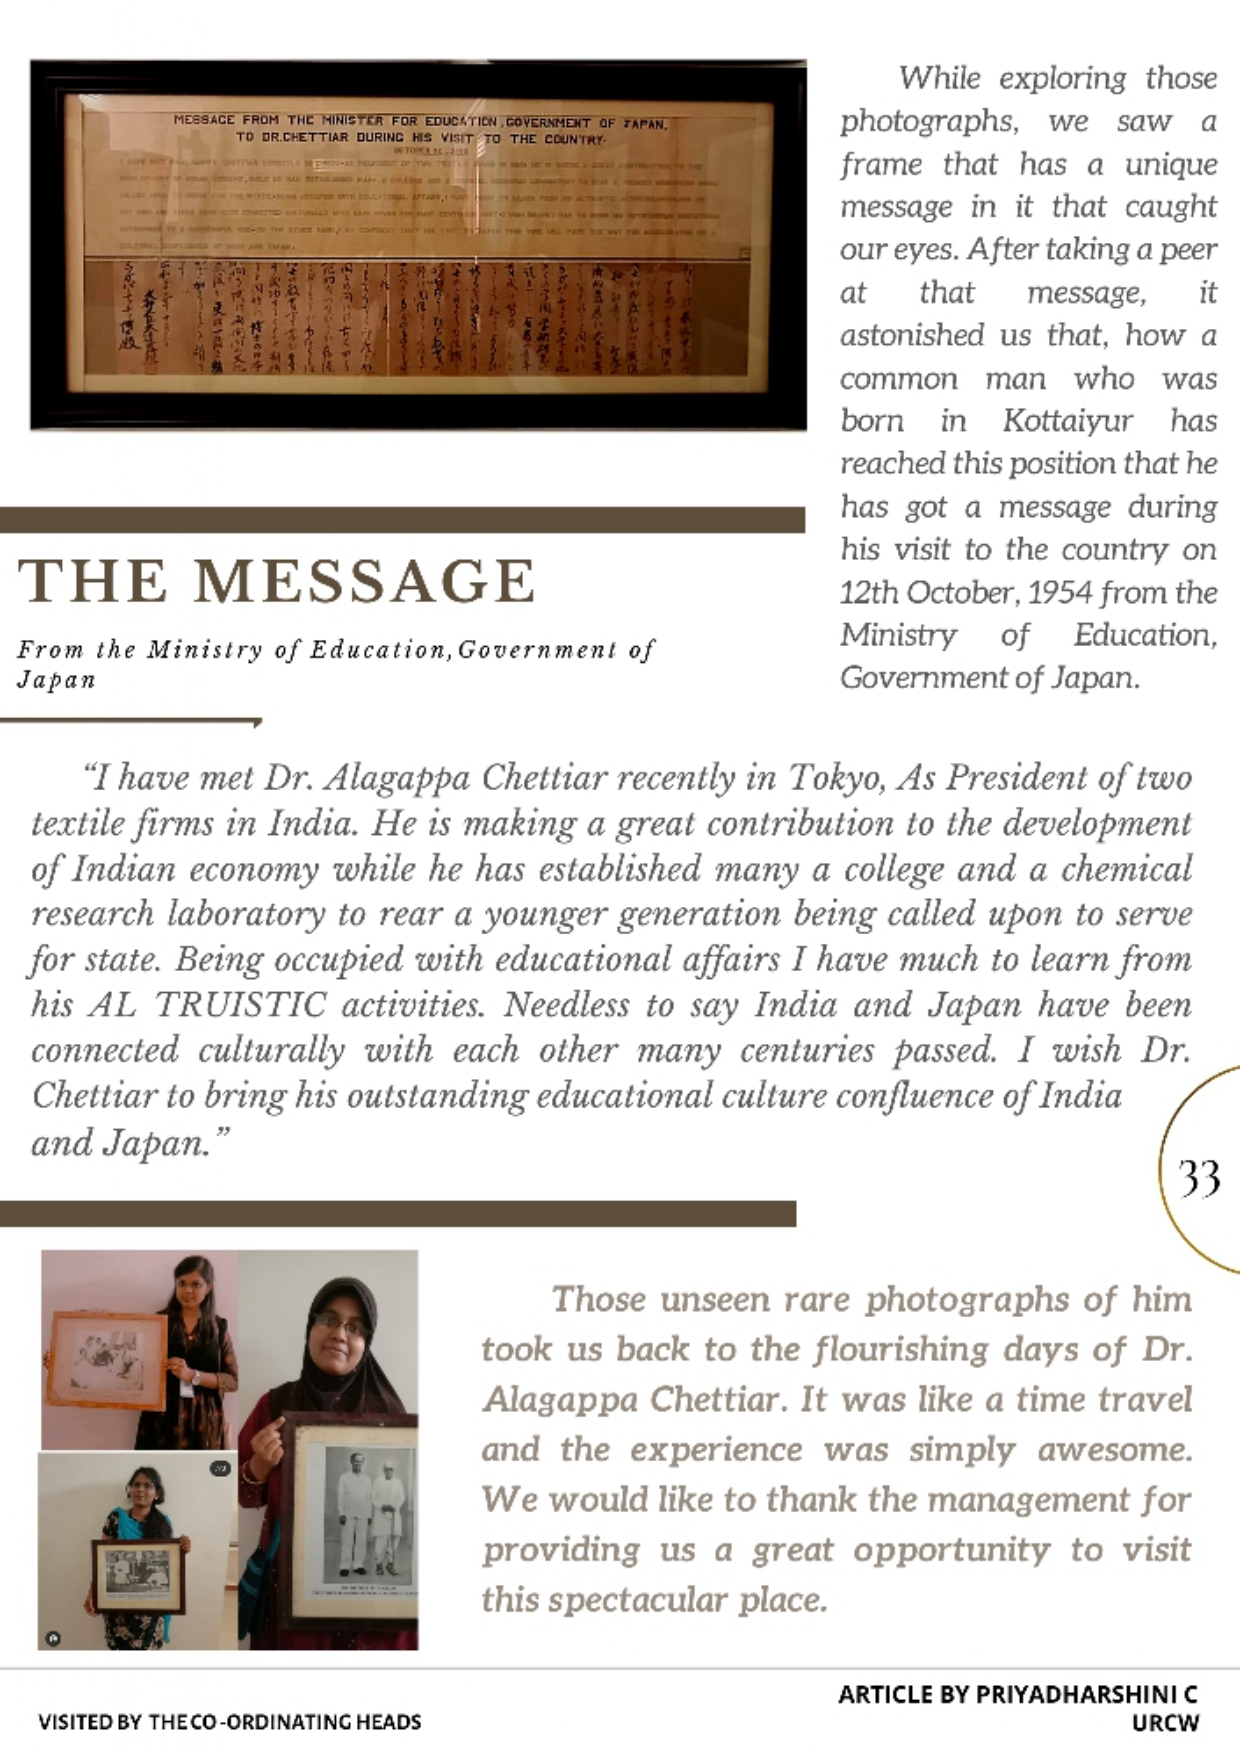 MESSAGE FROM THE MINISTER FOR EDUCATION, GOVERNMENT OF JAPAN,
TO DR.CHETTIAR DURING HIS VISIT TO THE COUNTRY.
While exploring those
photographs, we saw a
frame that has a unique
message in it that caught
our eyes. After taking a peer
at that message, it
astonished us that, how a
common man who was
born in Kottaiyur has
reached this position that he
has got a message during
his visit to the country on
12th October, 1954 from the
Ministry of Education,
Government of Japan.
THE MESSAGE
From the Ministry of Education,Government of
Japan
“I have met Dr. Alagappa Chettiar recently in Tokyo, As President of two
textile firms in India. He is making a great contribution to the development
of Indian economy while he has established many a college and a chemical
research laboratory to rear a younger generation being called upon to serve
for state. Being occupied with educational affairs I have much to learn from
his AL TRUISTIC activities. Needless to say India and Japan have been
connected culturally with each other many centuries passed. I wish Dr.
Chettiar to bring his outstanding educational culture confluence of India
and Japan.”
33
Those unseen rare photographs of him
took us back to the flourishing days of Dr.
Alagappa Chettiar. It was like a time travel
and the experience was simply awesome.
We would like to thank the management for
providing us a great opportunity to visit
this spectacular place.
VISITED BY THE CO-ORDINATING HEADS
ARTICLE BY PRIYADHARSHINI C
URCW